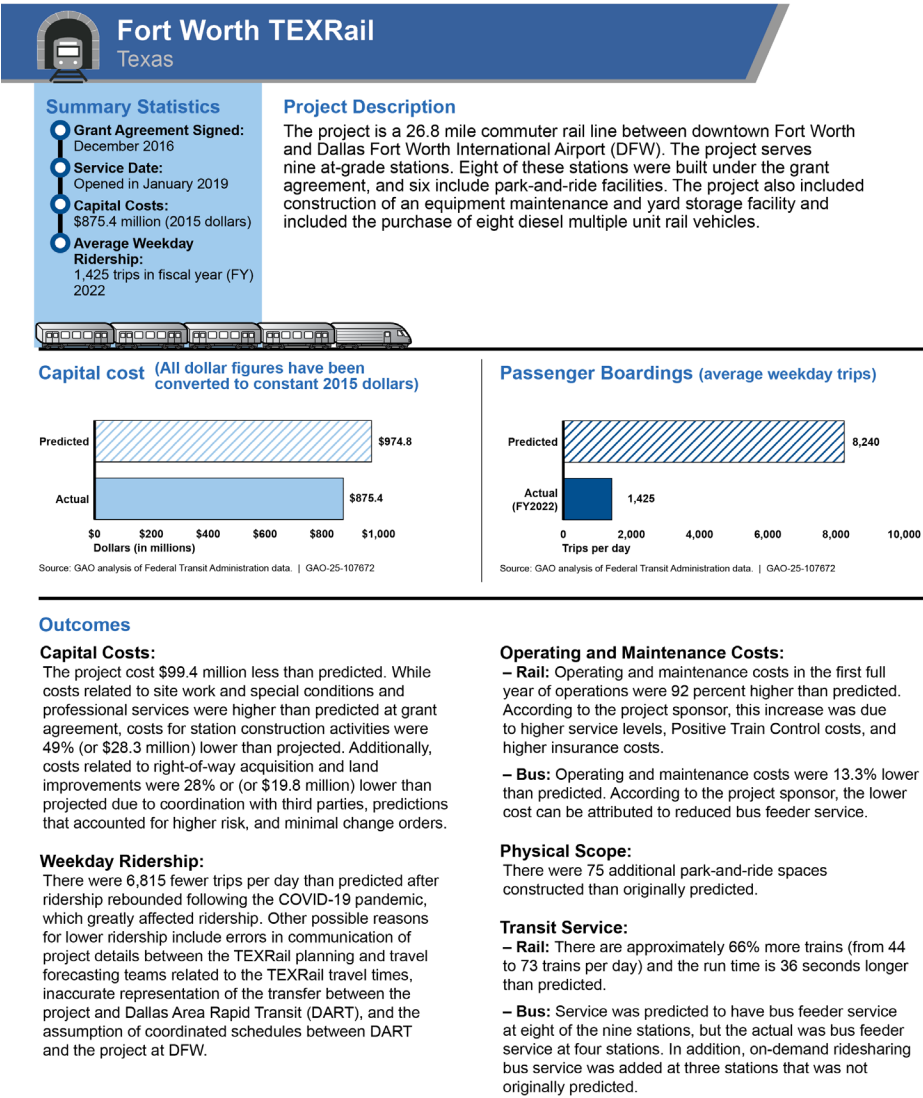 Fort Worth TEXRail
Texas
Summary Statistics
Grant Agreement Signed:
December 2016
Service Date:
Opened in January 2019
Capital Costs:
$875.4 million (2015 dollars)
Average Weekday
Ridership:
1,425 trips in fiscal year (FY)
2022
Project Description
The project is a 26.8 mile commuter rail line between downtown Fort Worth
and Dallas Fort Worth International Airport (DFW). The project serves
nine at-grade stations. Eight of these stations were built under the grant
agreement, and six include park-and-ride facilities. The project also included
construction of an equipment maintenance and yard storage facility and
included the purchase of eight diesel multiple unit rail vehicles.
Capital cost (All dollar figures have been
converted to constant 2015 dollars)
Predicted
$974.8
Actual
$875.4
$0 $200 $400 $600 $800 $1,000
Dollars (in millions)
Source: GAO analysis of Federal Transit Administration data. | GAO-25-107672
Passenger Boardings (average weekday trips)
Predicted
8,240
Actual
(FY2022)
1,425
0 2,000 4,000 6,000 8,000 10,000
Trips per day
Source: GAO analysis of Federal Transit Administration data. | GAO-25-107672
Outcomes
Capital Costs:
The project cost $99.4 million less than predicted. While
costs related to site work and special conditions and
professional services were higher than predicted at grant
agreement, costs for station construction activities were
49% (or $28.3 million) lower than projected. Additionally,
costs related to right-of-way acquisition and land
improvements were 28% or (or $19.8 million) lower than
projected due to coordination with third parties, predictions
that accounted for higher risk, and minimal change orders.
Weekday Ridership:
There were 6,815 fewer trips per day than predicted after
ridership rebounded following the COVID-19 pandemic,
which greatly affected ridership. Other possible reasons
for lower ridership include errors in communication of
project details between the TEXRail planning and travel
forecasting teams related to the TEXRail travel times,
inaccurate representation of the transfer between the
project and Dallas Area Rapid Transit (DART), and the
assumption of coordinated schedules between DART
and the project at DFW.
Operating and Maintenance Costs:
– Rail: Operating and maintenance costs in the first full
year of operations were 92 percent higher than predicted.
According to the project sponsor, this increase was due
to higher service levels, Positive Train Control costs, and
higher insurance costs.
– Bus: Operating and maintenance costs were 13.3% lower
than predicted. According to the project sponsor, the lower
cost can be attributed to reduced bus feeder service.
Physical Scope:
There were 75 additional park-and-ride spaces
constructed than originally predicted.
Transit Service:
– Rail: There are approximately 66% more trains (from 44
to 73 trains per day) and the run time is 36 seconds longer
than predicted.
– Bus: Service was predicted to have bus feeder service
at eight of the nine stations, but the actual was bus feeder
service at four stations. In addition, on-demand ridesharing
bus service was added at three stations that was not
originally predicted.